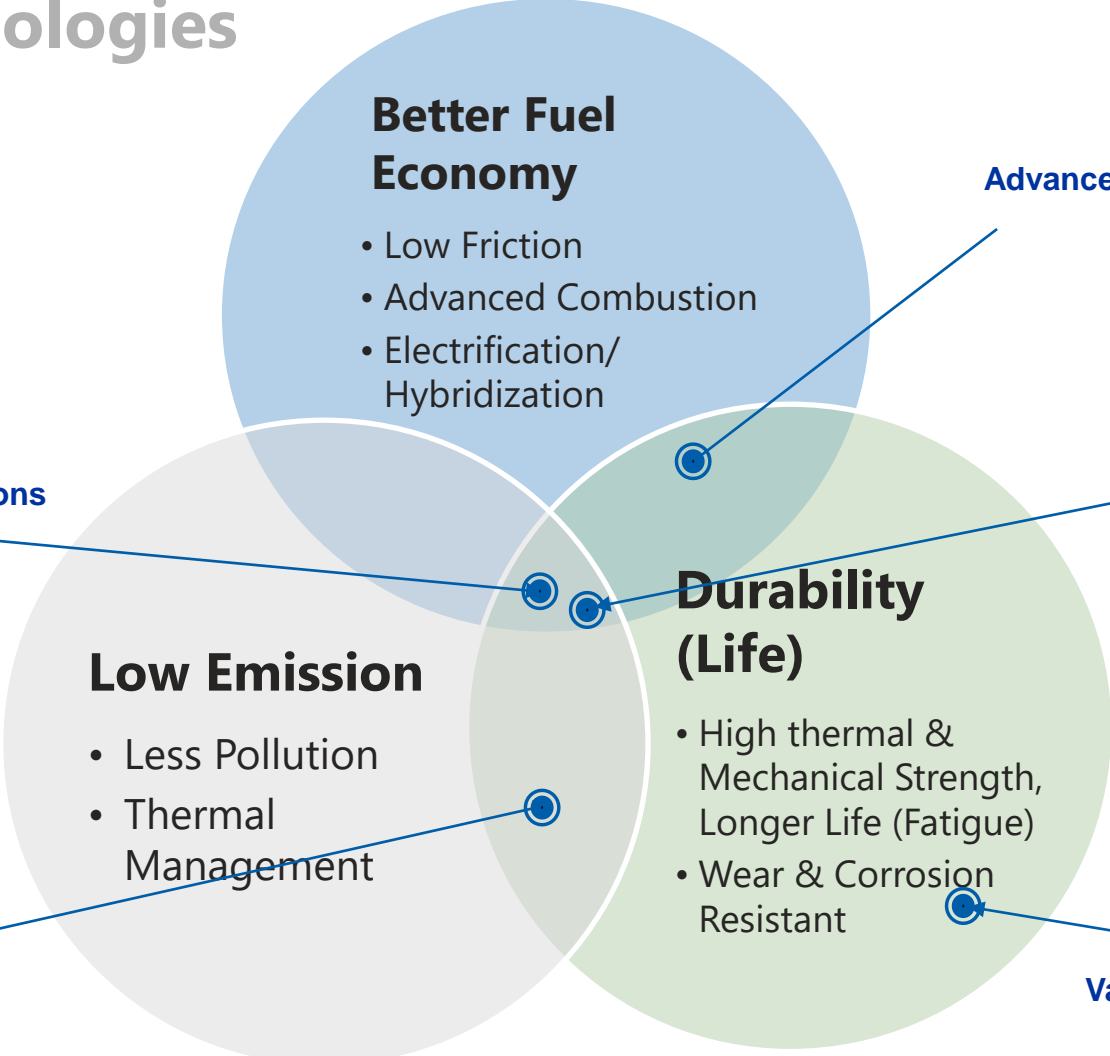 ologies
Better Fuel
Economy
• Low Friction
• Advanced Combustion
• Electrification/
Hybridization
Advance
ons
Low Emission
• Less Pollution
• Thermal
Management
Durability
(Life)
• High thermal &
Mechanical Strength,
Longer Life (Fatigue)
• Wear & Corrosion
Resistant
Va